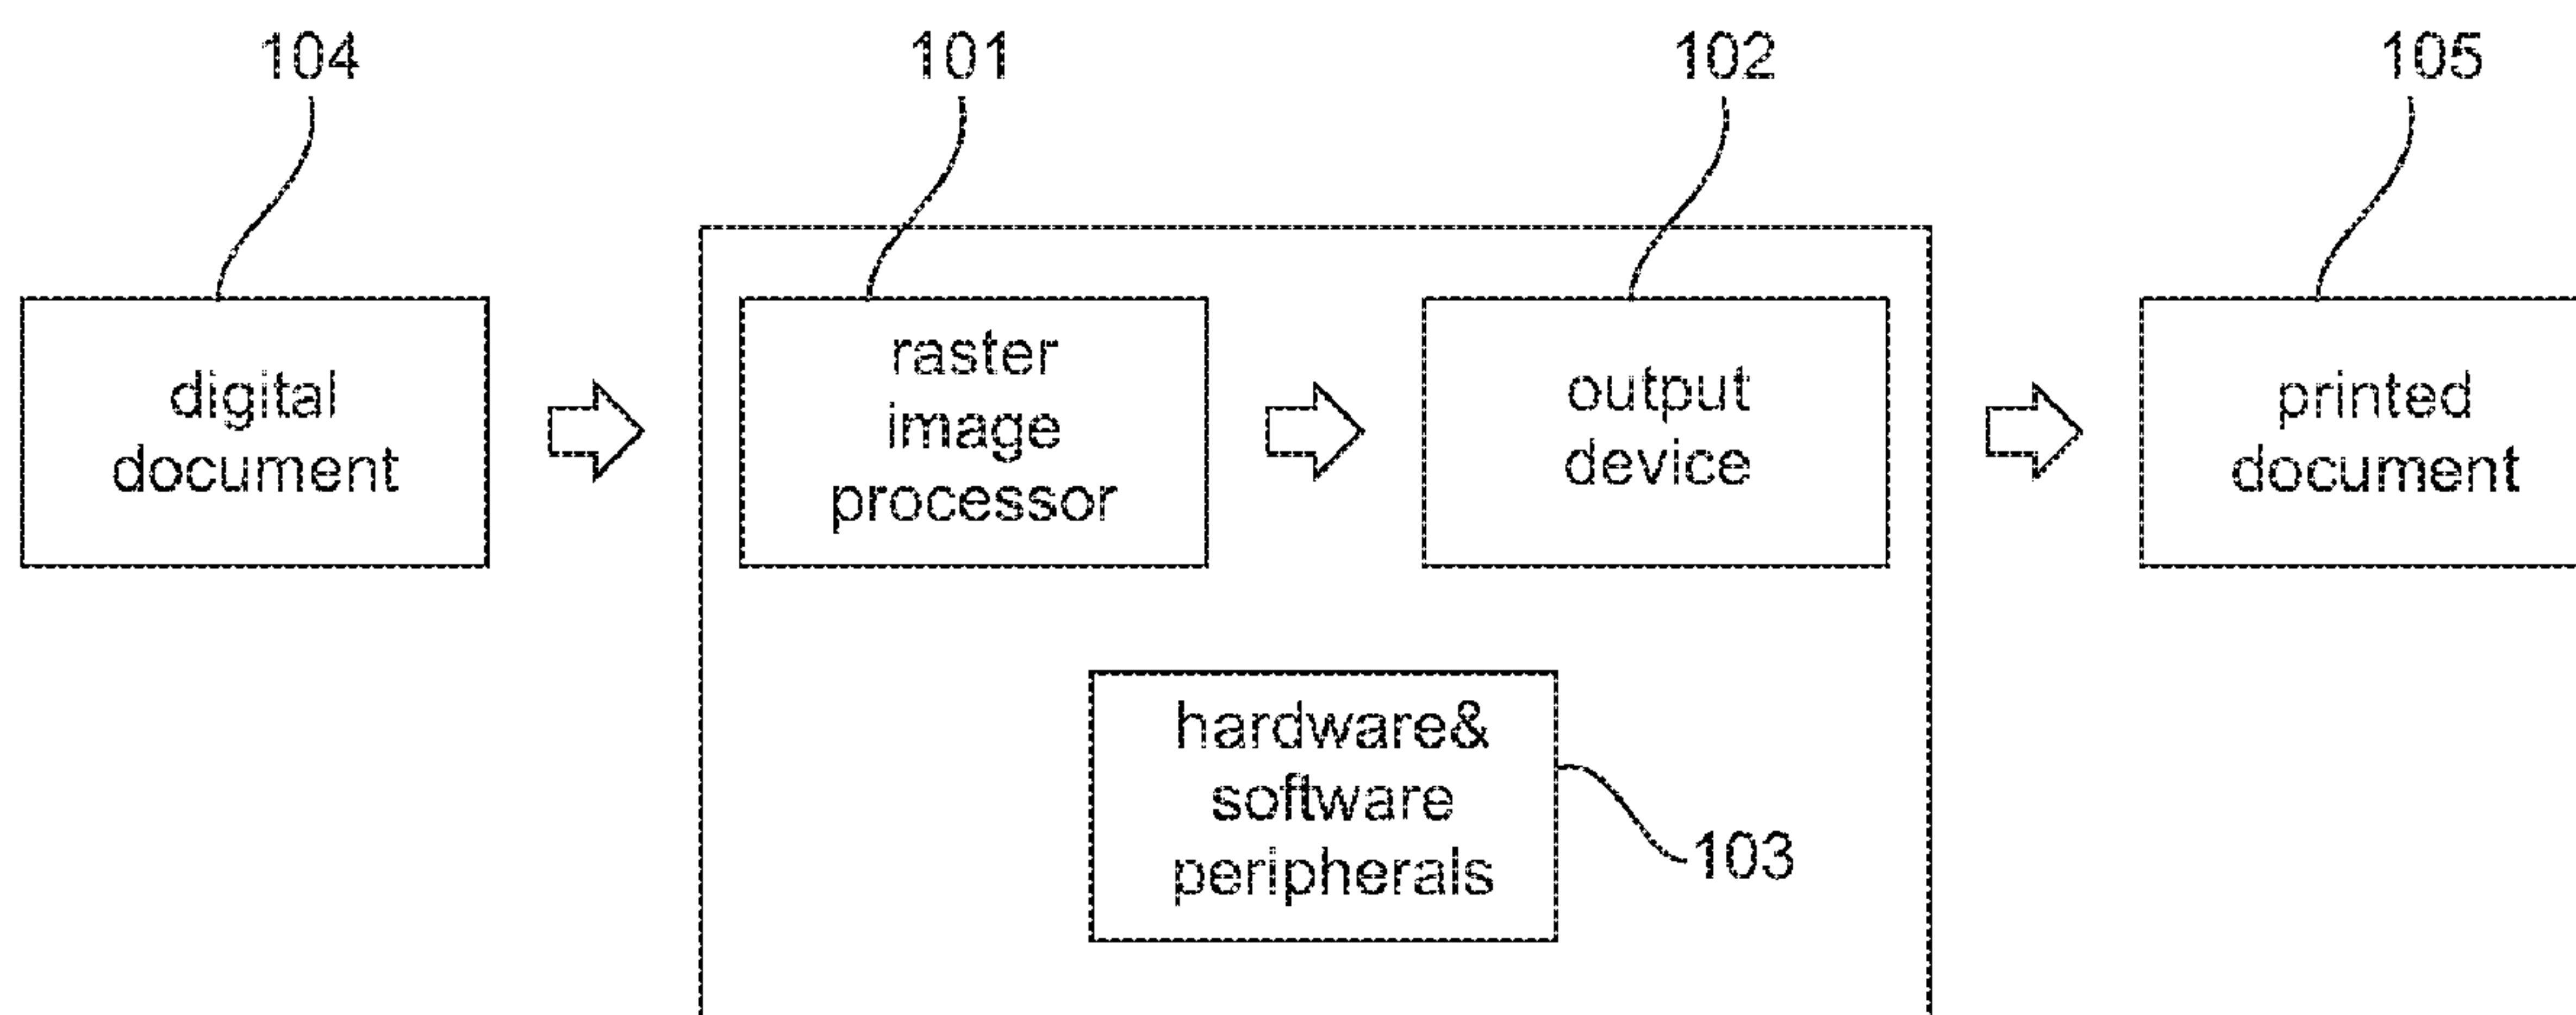 104
101
102
105
digital
document
raster
image
processor
output
device
printed
document
hardware&
software
peripherals
103